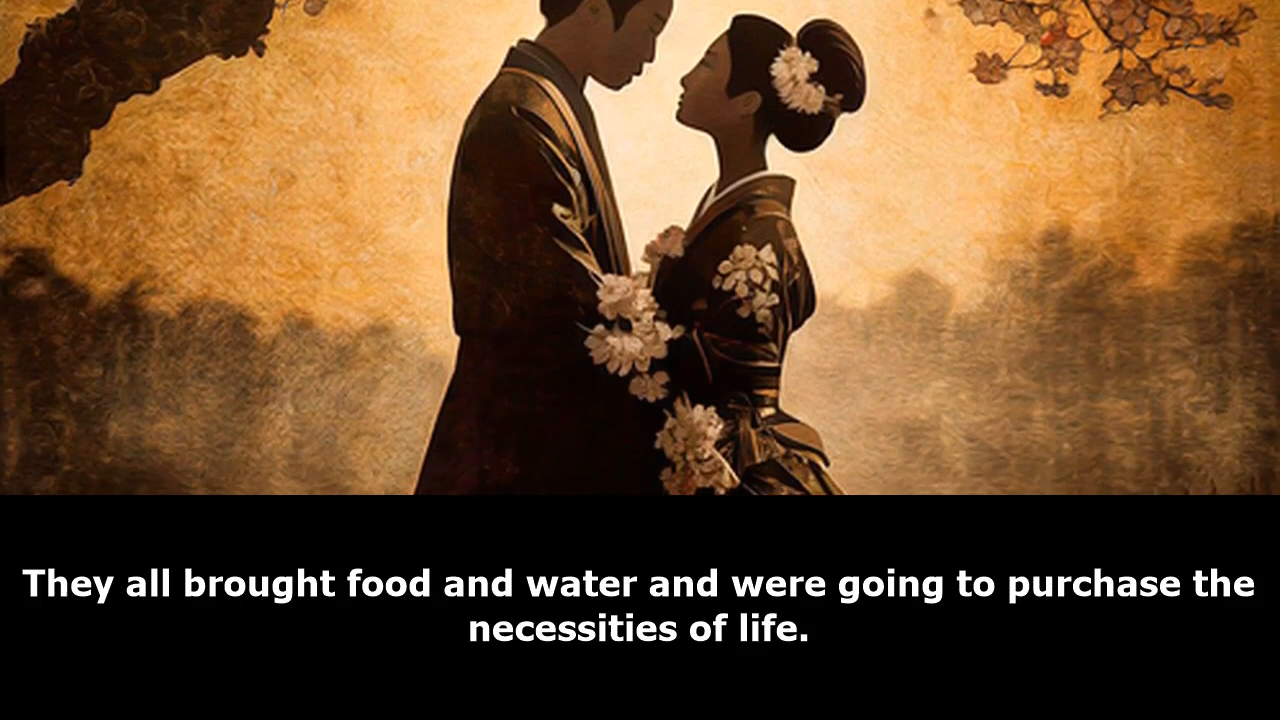 They all brought food and water and were going to purchase the
necessities of life.